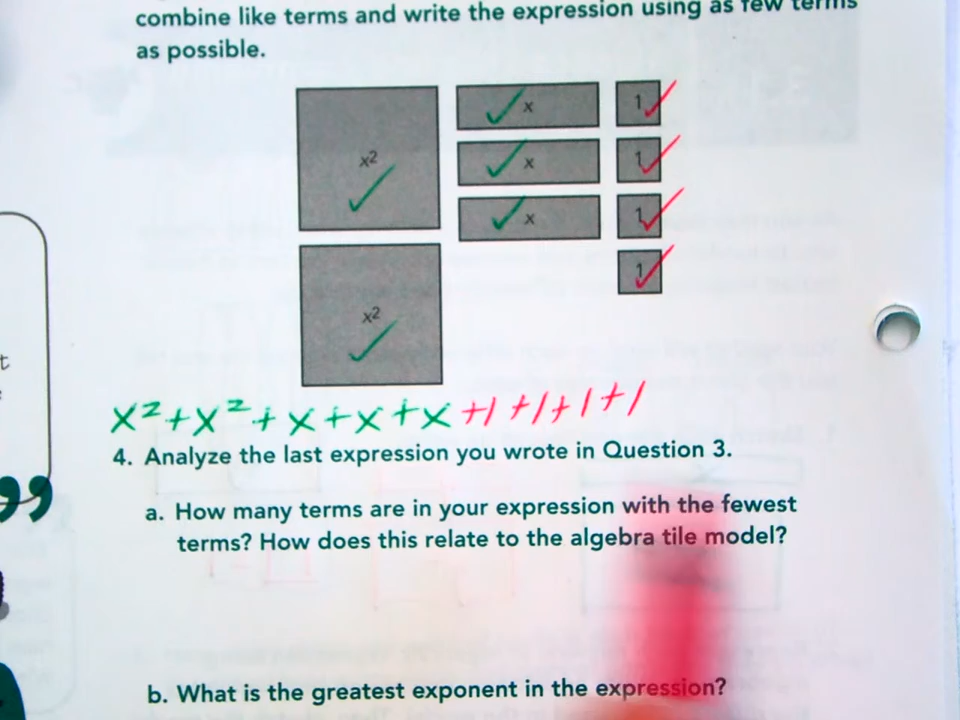 combine like terms and write the expression using as few terms
as possible.
x² x 1
x 1
x 1
x² 1
x²+x²+x+x+x+1+1+1+1
4. Analyze the last expression you wrote in Question 3.
a. How many terms are in your expression with the fewest
terms? How does this relate to the algebra tile model?
b. What is the greatest exponent in the expression?
t